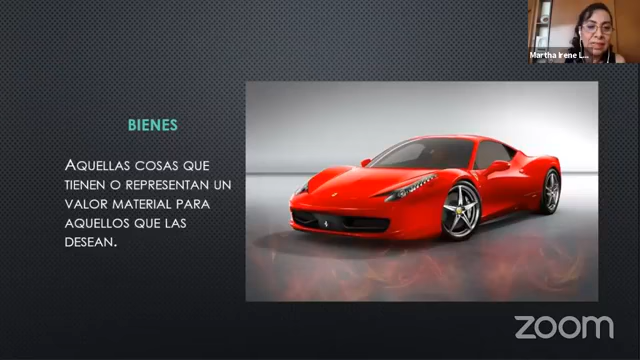 Martha Irene L...
BIENES
AQUELLAS COSAS QUE
TIENEN O REPRESENTAN UN
VALOR MATERIAL PARA
AQUELLOS QUE LAS
DESEAN.
zoom